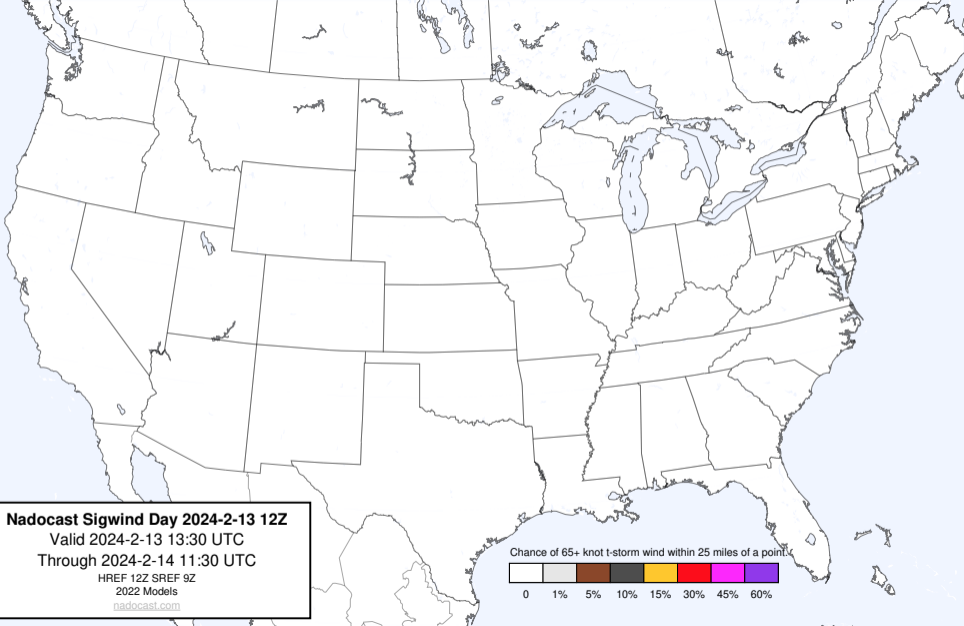 Nadocast Sigwind Day 2024-2-13 12Z
Valid 2024-2-13 13:30 UTC
Through 2024-2-14 11:30 UTC
HREF 12Z SREF 9Z
2022 Models
nadocast.com
Chance of 65+ knot t-storm wind within 25 miles of a point.
0 1% 5% 10% 15% 30% 45% 60%